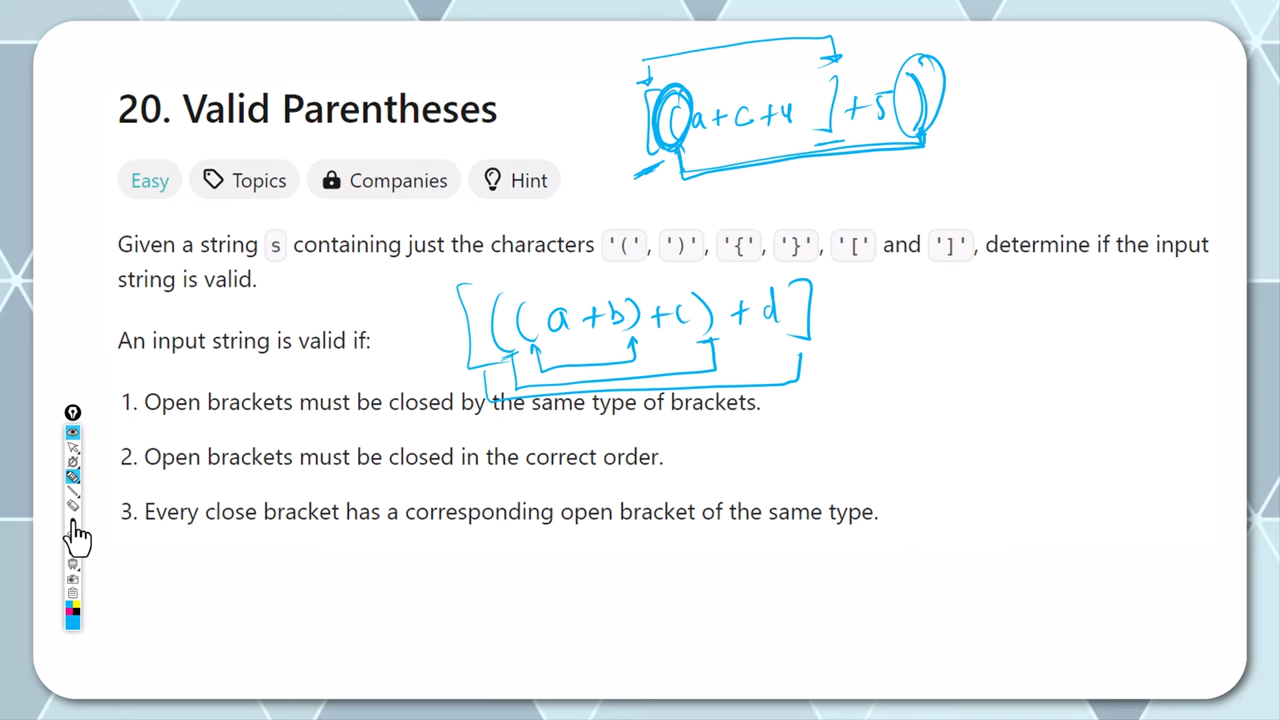 [(a+c+4]+5)
20. Valid Parentheses
Easy Topics Companies Hint
Given a string s containing just the characters '(', ')', '{', '}', '[' and ']', determine if the input
string is valid.
[((a+b)+c)+d]
An input string is valid if:
1. Open brackets must be closed by the same type of brackets.
2. Open brackets must be closed in the correct order.
3. Every close bracket has a corresponding open bracket of the same type.